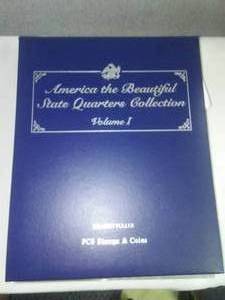 America the Beautiful
State Quarters Collection
Volume I
PCS Stamps & Coins